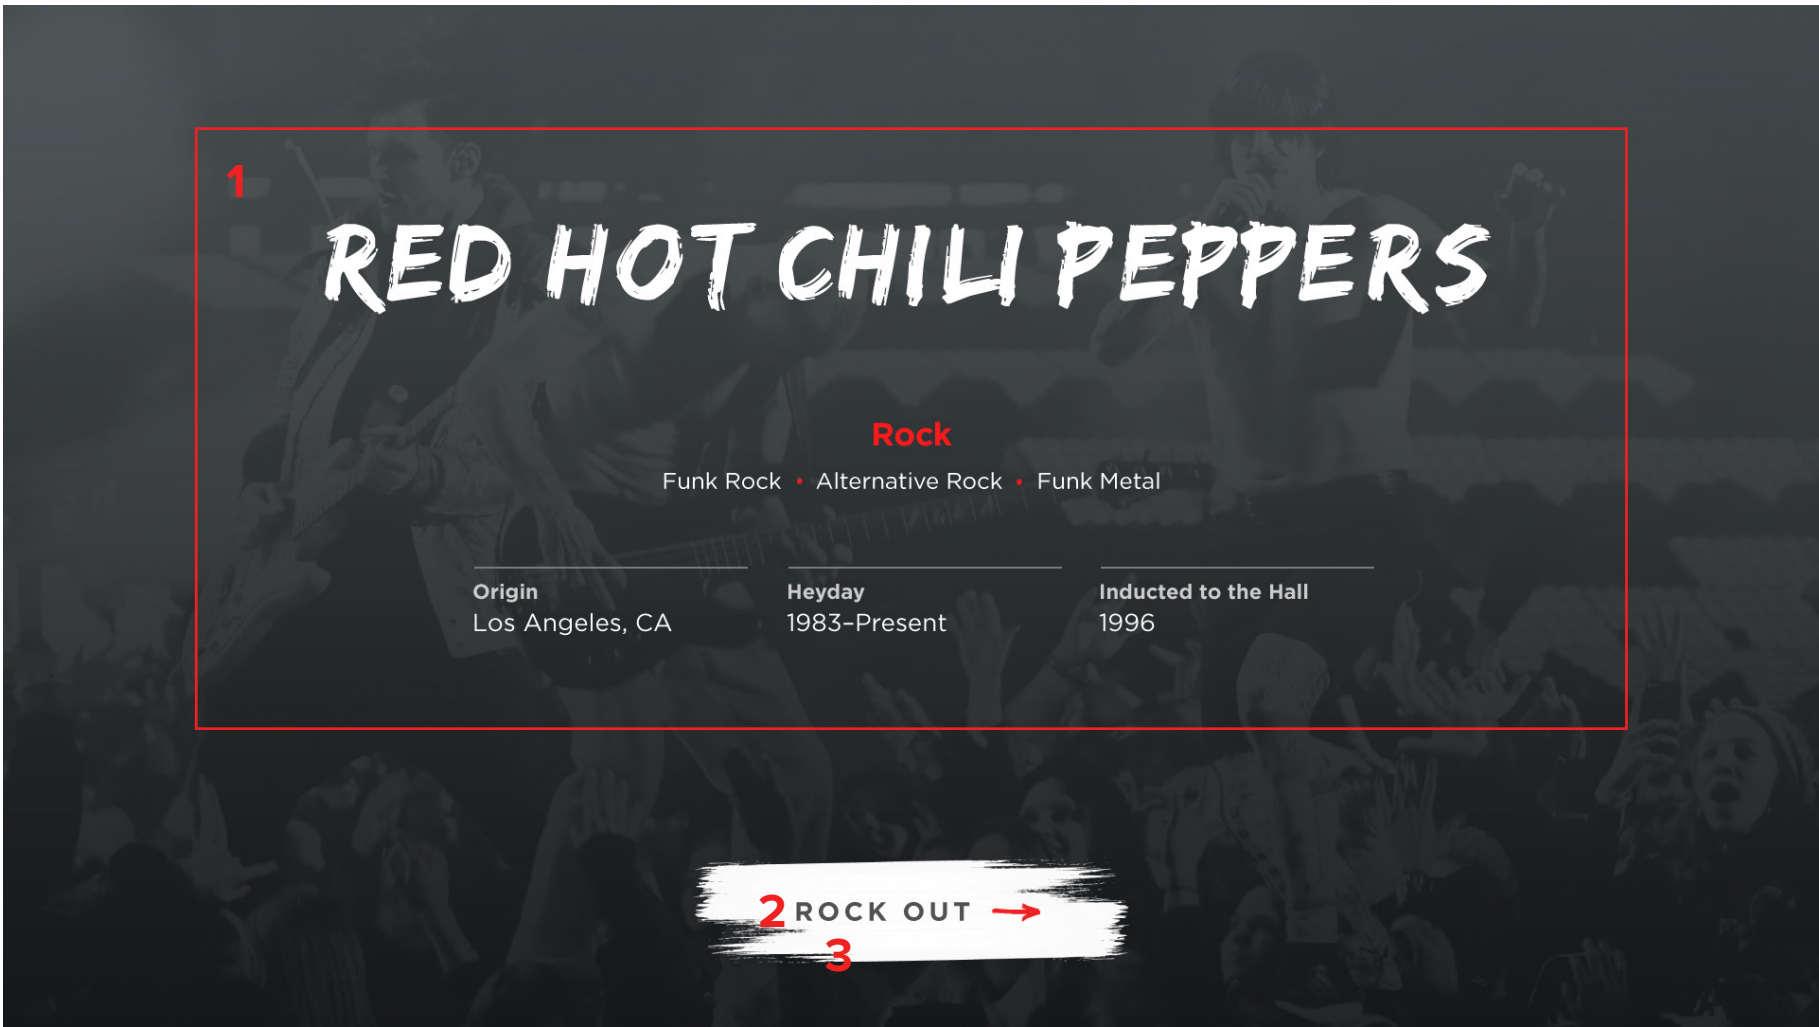 1
RED HOT CHILI PEPPERS
Rock
Funk Rock • Alternative Rock • Funk Metal
Origin
Los Angeles, CA
Heyday
1983–Present
Inducted to the Hall
1996
2 ROCK OUT →
3